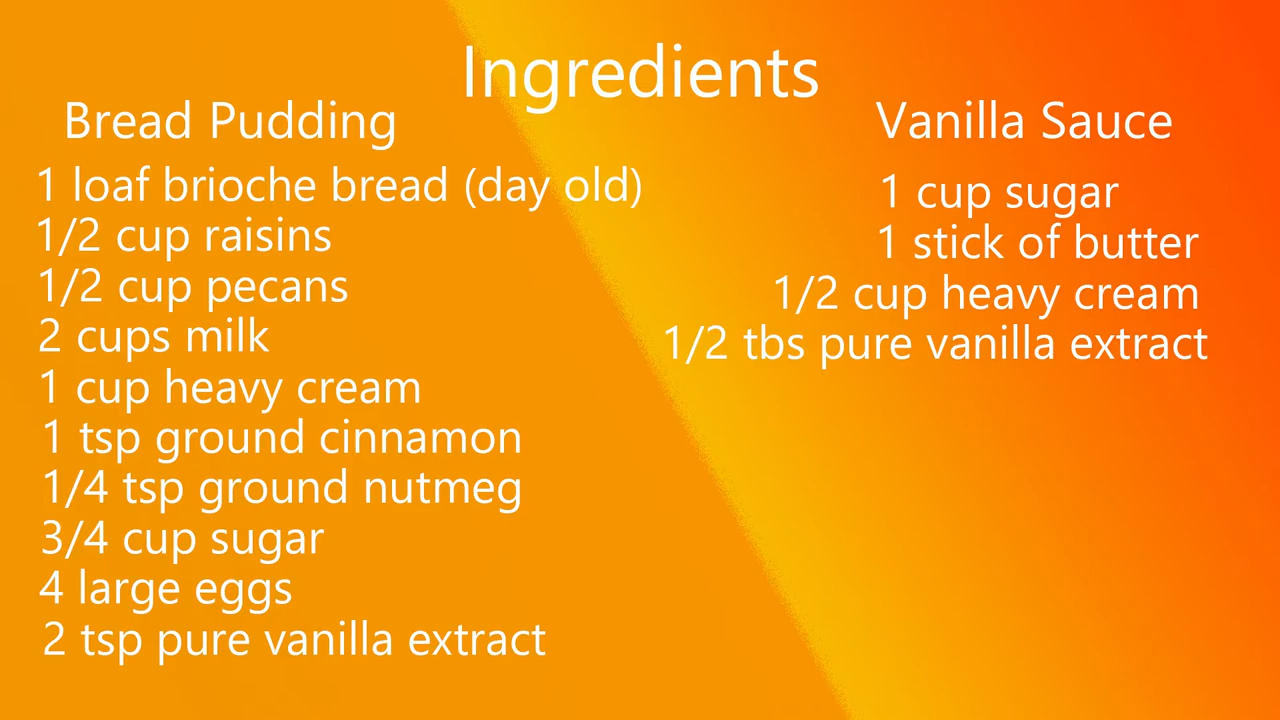 Ingredients
Bread Pudding
1 loaf brioche bread (day old)
1/2 cup raisins
1/2 cup pecans
2 cups milk
1 cup heavy cream
1 tsp ground cinnamon
1/4 tsp ground nutmeg
3/4 cup sugar
4 large eggs
2 tsp pure vanilla extract
Vanilla Sauce
1 cup sugar
1 stick of butter
1/2 cup heavy cream
1/2 tbs pure vanilla extract